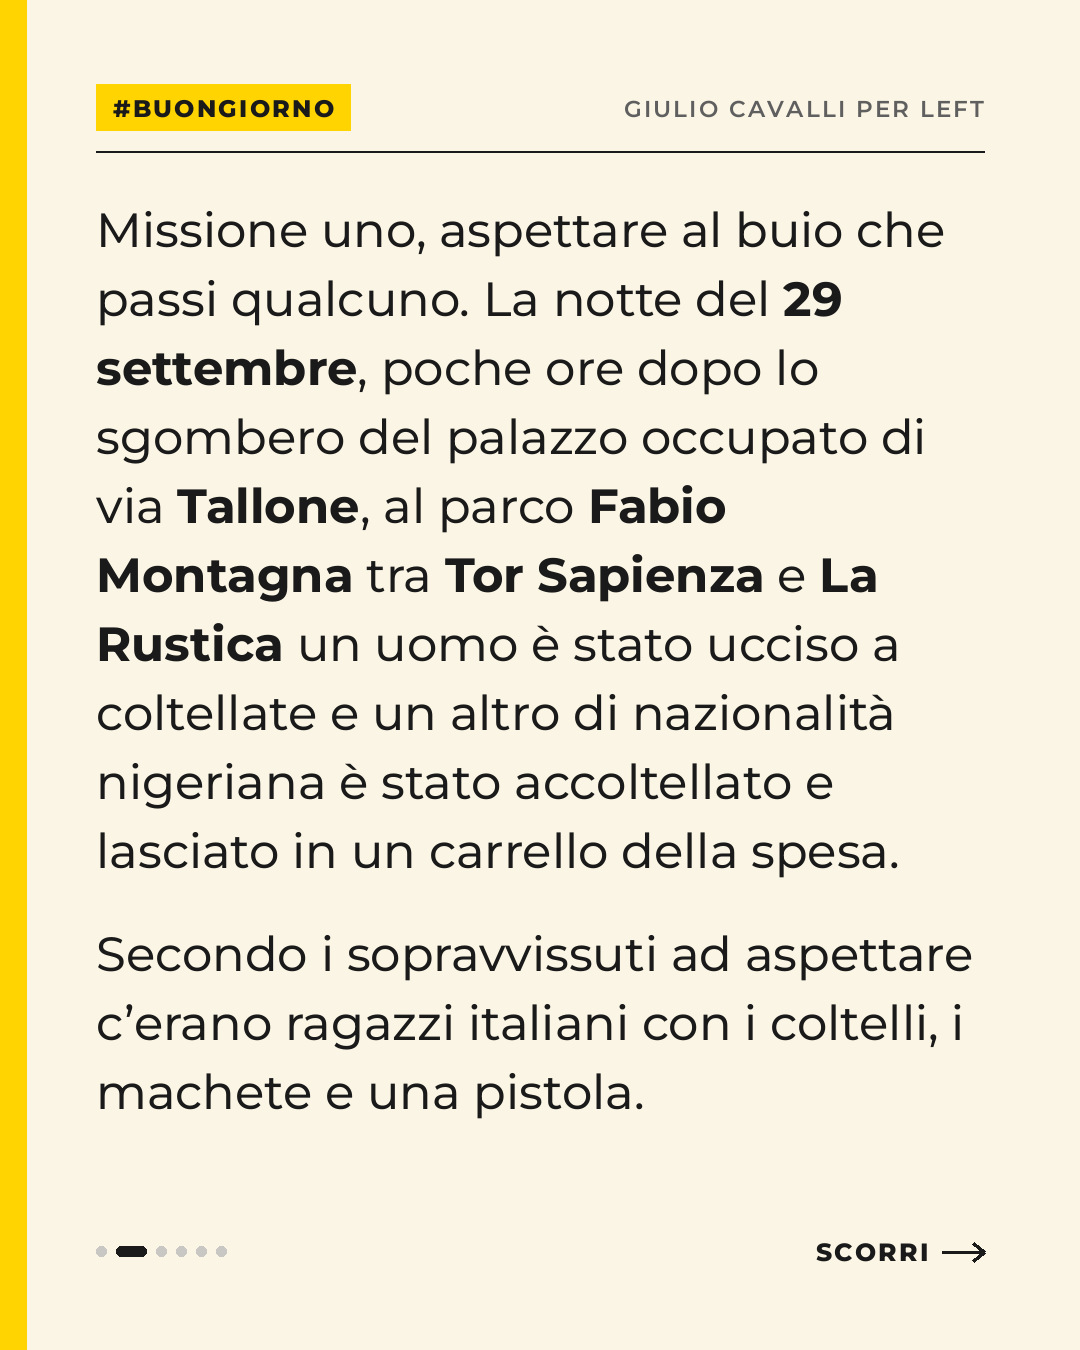 #BUONGIORNO
GIULIO CAVALLI PER LEFT
Missione uno, aspettare al buio che
passi qualcuno. La notte del 29
settembre, poche ore dopo lo
sgombero del palazzo occupato di
via Tallone, al parco Fabio
Montagna tra Tor Sapienza e La
Rustica un uomo è stato ucciso a
coltellate e un altro di nazionalità
nigeriana è stato accoltellato e
lasciato in un carrello della spesa.
Secondo i sopravvissuti ad aspettare
c’erano ragazzi italiani con i coltelli, i
machete e una pistola.
SCORRI